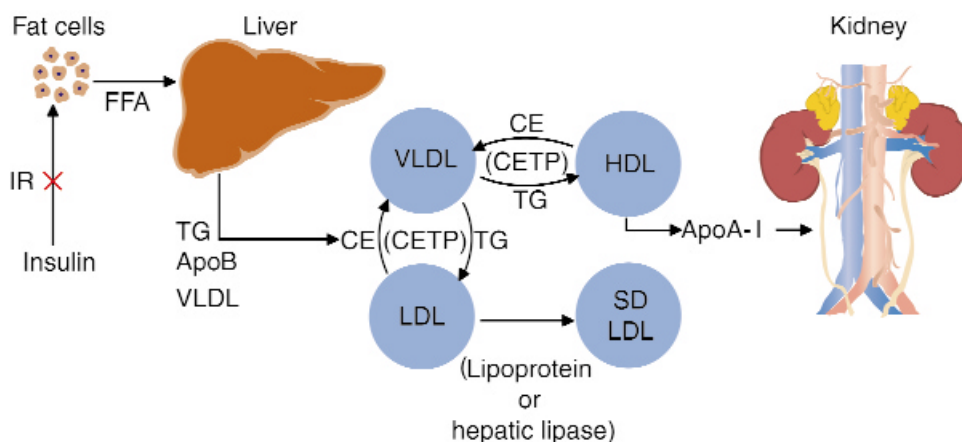 Fat cells
Liver
Kidney
FFA
IR
Insulin
TG
ApoB
VLDL
VLDL
CE
(CETP)
TG
HDL
CE (CETP) TG
ApoA-I
LDL
SD
LDL
(Lipoprotein
or
hepatic lipase)